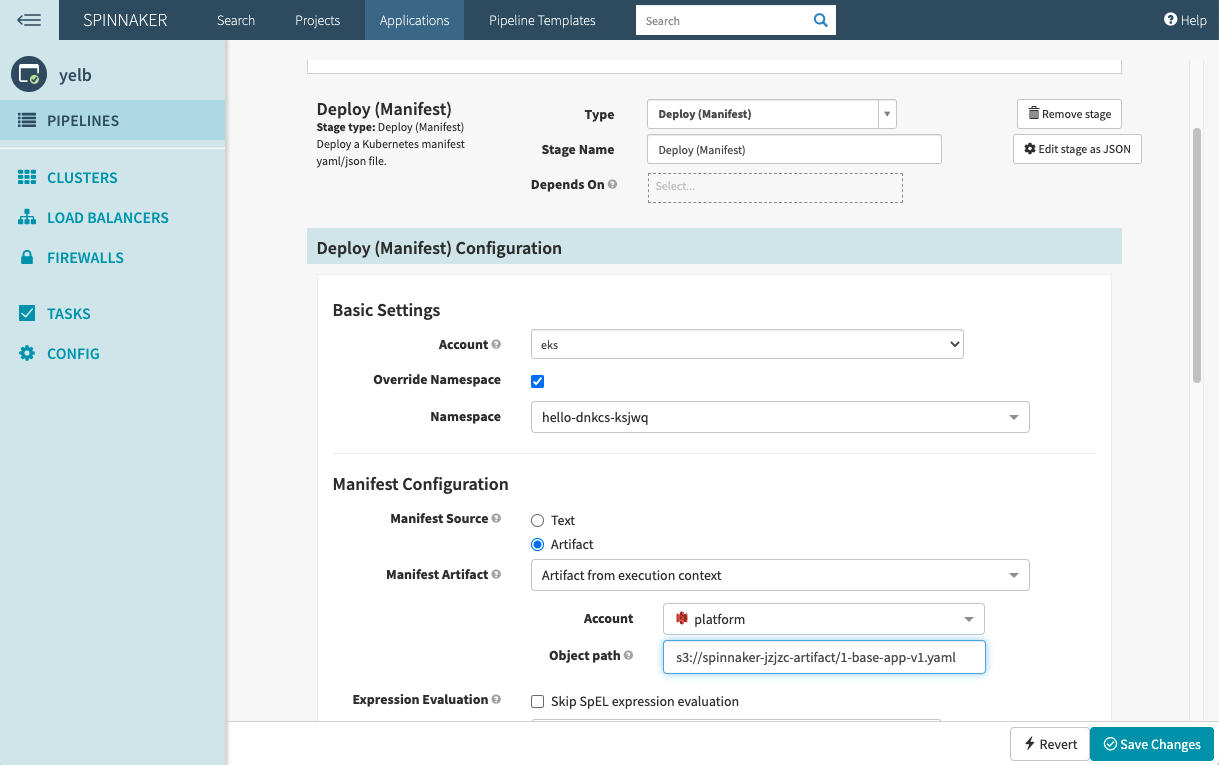 SPINNAKER Search Projects Applications Pipeline Templates Search Help
yelb
PIPELINES
CLUSTERS
LOAD BALANCERS
FIREWALLS
TASKS
CONFIG
Deploy (Manifest)
Stage type: Deploy (Manifest)
Deploy a Kubernetes manifest
yaml/json file.
Type Deploy (Manifest)
Stage Name Deploy (Manifest)
Depends On Select...
Remove stage
Edit stage as JSON
Deploy (Manifest) Configuration
Basic Settings
Account eks
Override Namespace
Namespace hello-dnkcs-ksjwq
Manifest Configuration
Manifest Source Text
Artifact
Manifest Artifact Artifact from execution context
Account platform
Object path s3://spinnaker-jzjzc-artifact/1-base-app-v1.yaml
Expression Evaluation Skip SpEL expression evaluation
Revert Save Changes